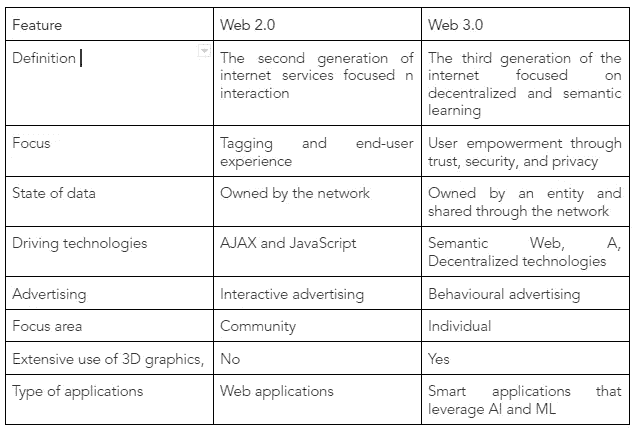 Feature Web 2.0 Web 3.0
Definition The second generation of The third generation of the
internet services focused n internet focused on
interaction decentralized and semantic
learning
Focus Tagging and end-user User empowerment through
experience trust, security, and privacy
State of data Owned by the network Owned by an entity and
shared through the network
Driving technologies AJAX and JavaScript Semantic Web, A,
Decentralized technologies
Advertising Interactive advertising Behavioural advertising
Focus area Community Individual
Extensive use of 3D graphics, No Yes
Type of applications Web applications Smart applications that
leverage AI and ML